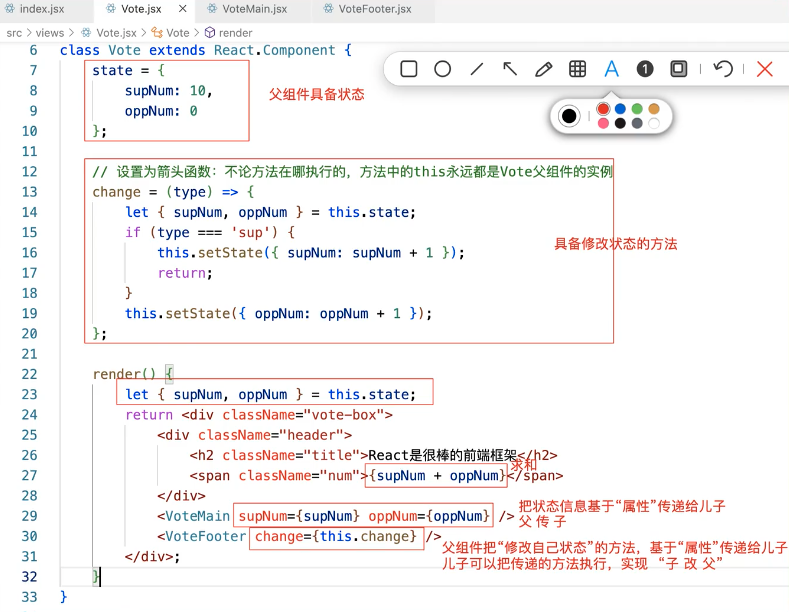 index.jsx Vote.jsx × VoteMain.jsx VoteFooter.jsx
src > views > Vote.jsx > Vote > render
6 class Vote extends React.Component {
7 state = {
8 supNum: 10,
9 oppNum: 0
10 };
父组件具备状态
11
12 // 设置为箭头函数：不论方法在哪执行的，方法中的this永远都是Vote父组件的实例
13 change = (type) => {
14 let { supNum, oppNum } = this.state;
15 if (type === 'sup') {
16 this.setState({ supNum: supNum + 1 });
17 return;
18 }
19 this.setState({ oppNum: oppNum + 1 });
20 };
具备修改状态的方法
21
22 render() {
23 let { supNum, oppNum } = this.state;
24 return <div className="vote-box">
25 <div className="header">
26 <h2 className="title">React是很棒的前端框架</h2>
27 <span className="num">{supNum + oppNum}</span>
求和
28 </div>
29 <VoteMain supNum={supNum} oppNum={oppNum} />
把状态信息基于“属性”传递给儿子
父 传 子
30 <VoteFooter change={this.change} />
父组件把“修改自己状态”的方法，基于“属性”传递给儿子
儿子可以把传递的方法执行，实现 “子 改 父”
31 </div>;
32 }
33 }
A 1